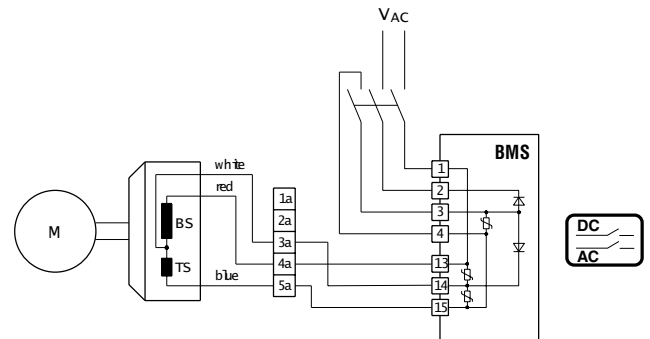 VAC
BMS
white
red
blue
M
BS
TS
1a
2a
3a
4a
5a
1
2
3
4
13
14
15
DC
AC